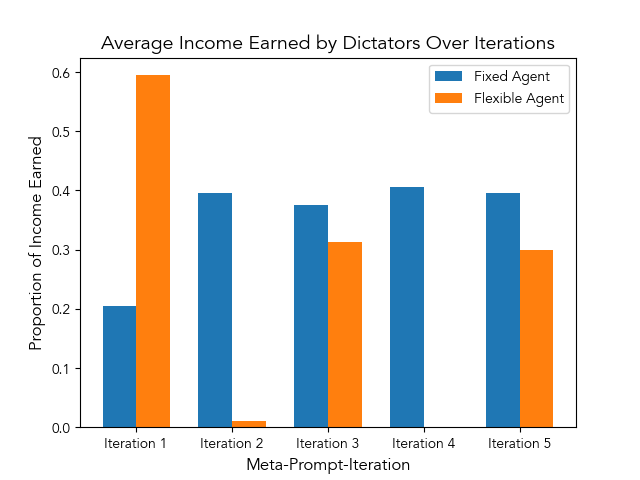 Average Income Earned by Dictators Over Iterations
Fixed Agent
Flexible Agent
Proportion of Income Earned
0.6
0.5
0.4
0.3
0.2
0.1
0.0
Iteration 1 Iteration 2 Iteration 3 Iteration 4 Iteration 5
Meta-Prompt-Iteration